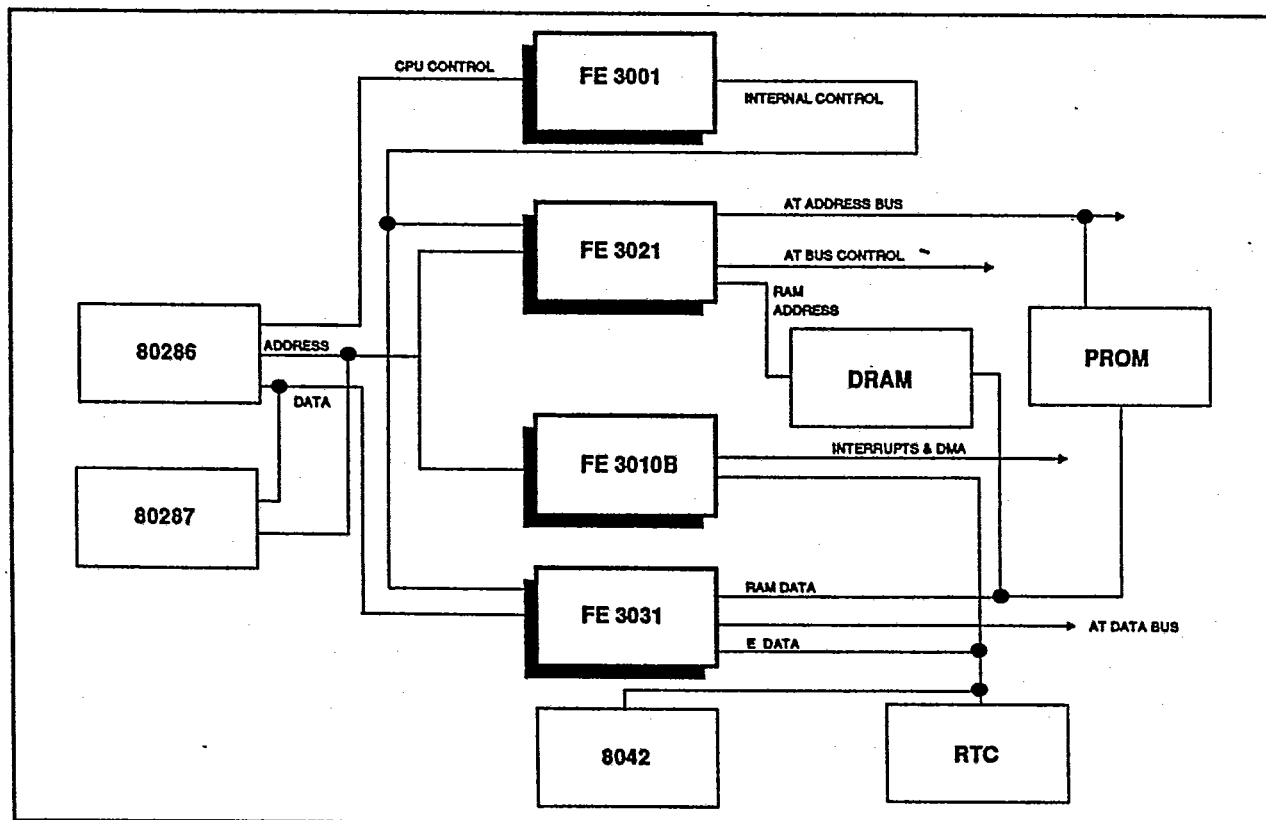 CPU CONTROL
FE 3001
INTERNAL CONTROL
AT ADDRESS BUS
FE 3021
AT BUS CONTROL
RAM
ADDRESS
80286
ADDRESS
DATA
DRAM
PROM
FE 3010B
INTERRUPTS & DMA
80287
RAM DATA
FE 3031
AT DATA BUS
E DATA
8042
RTC